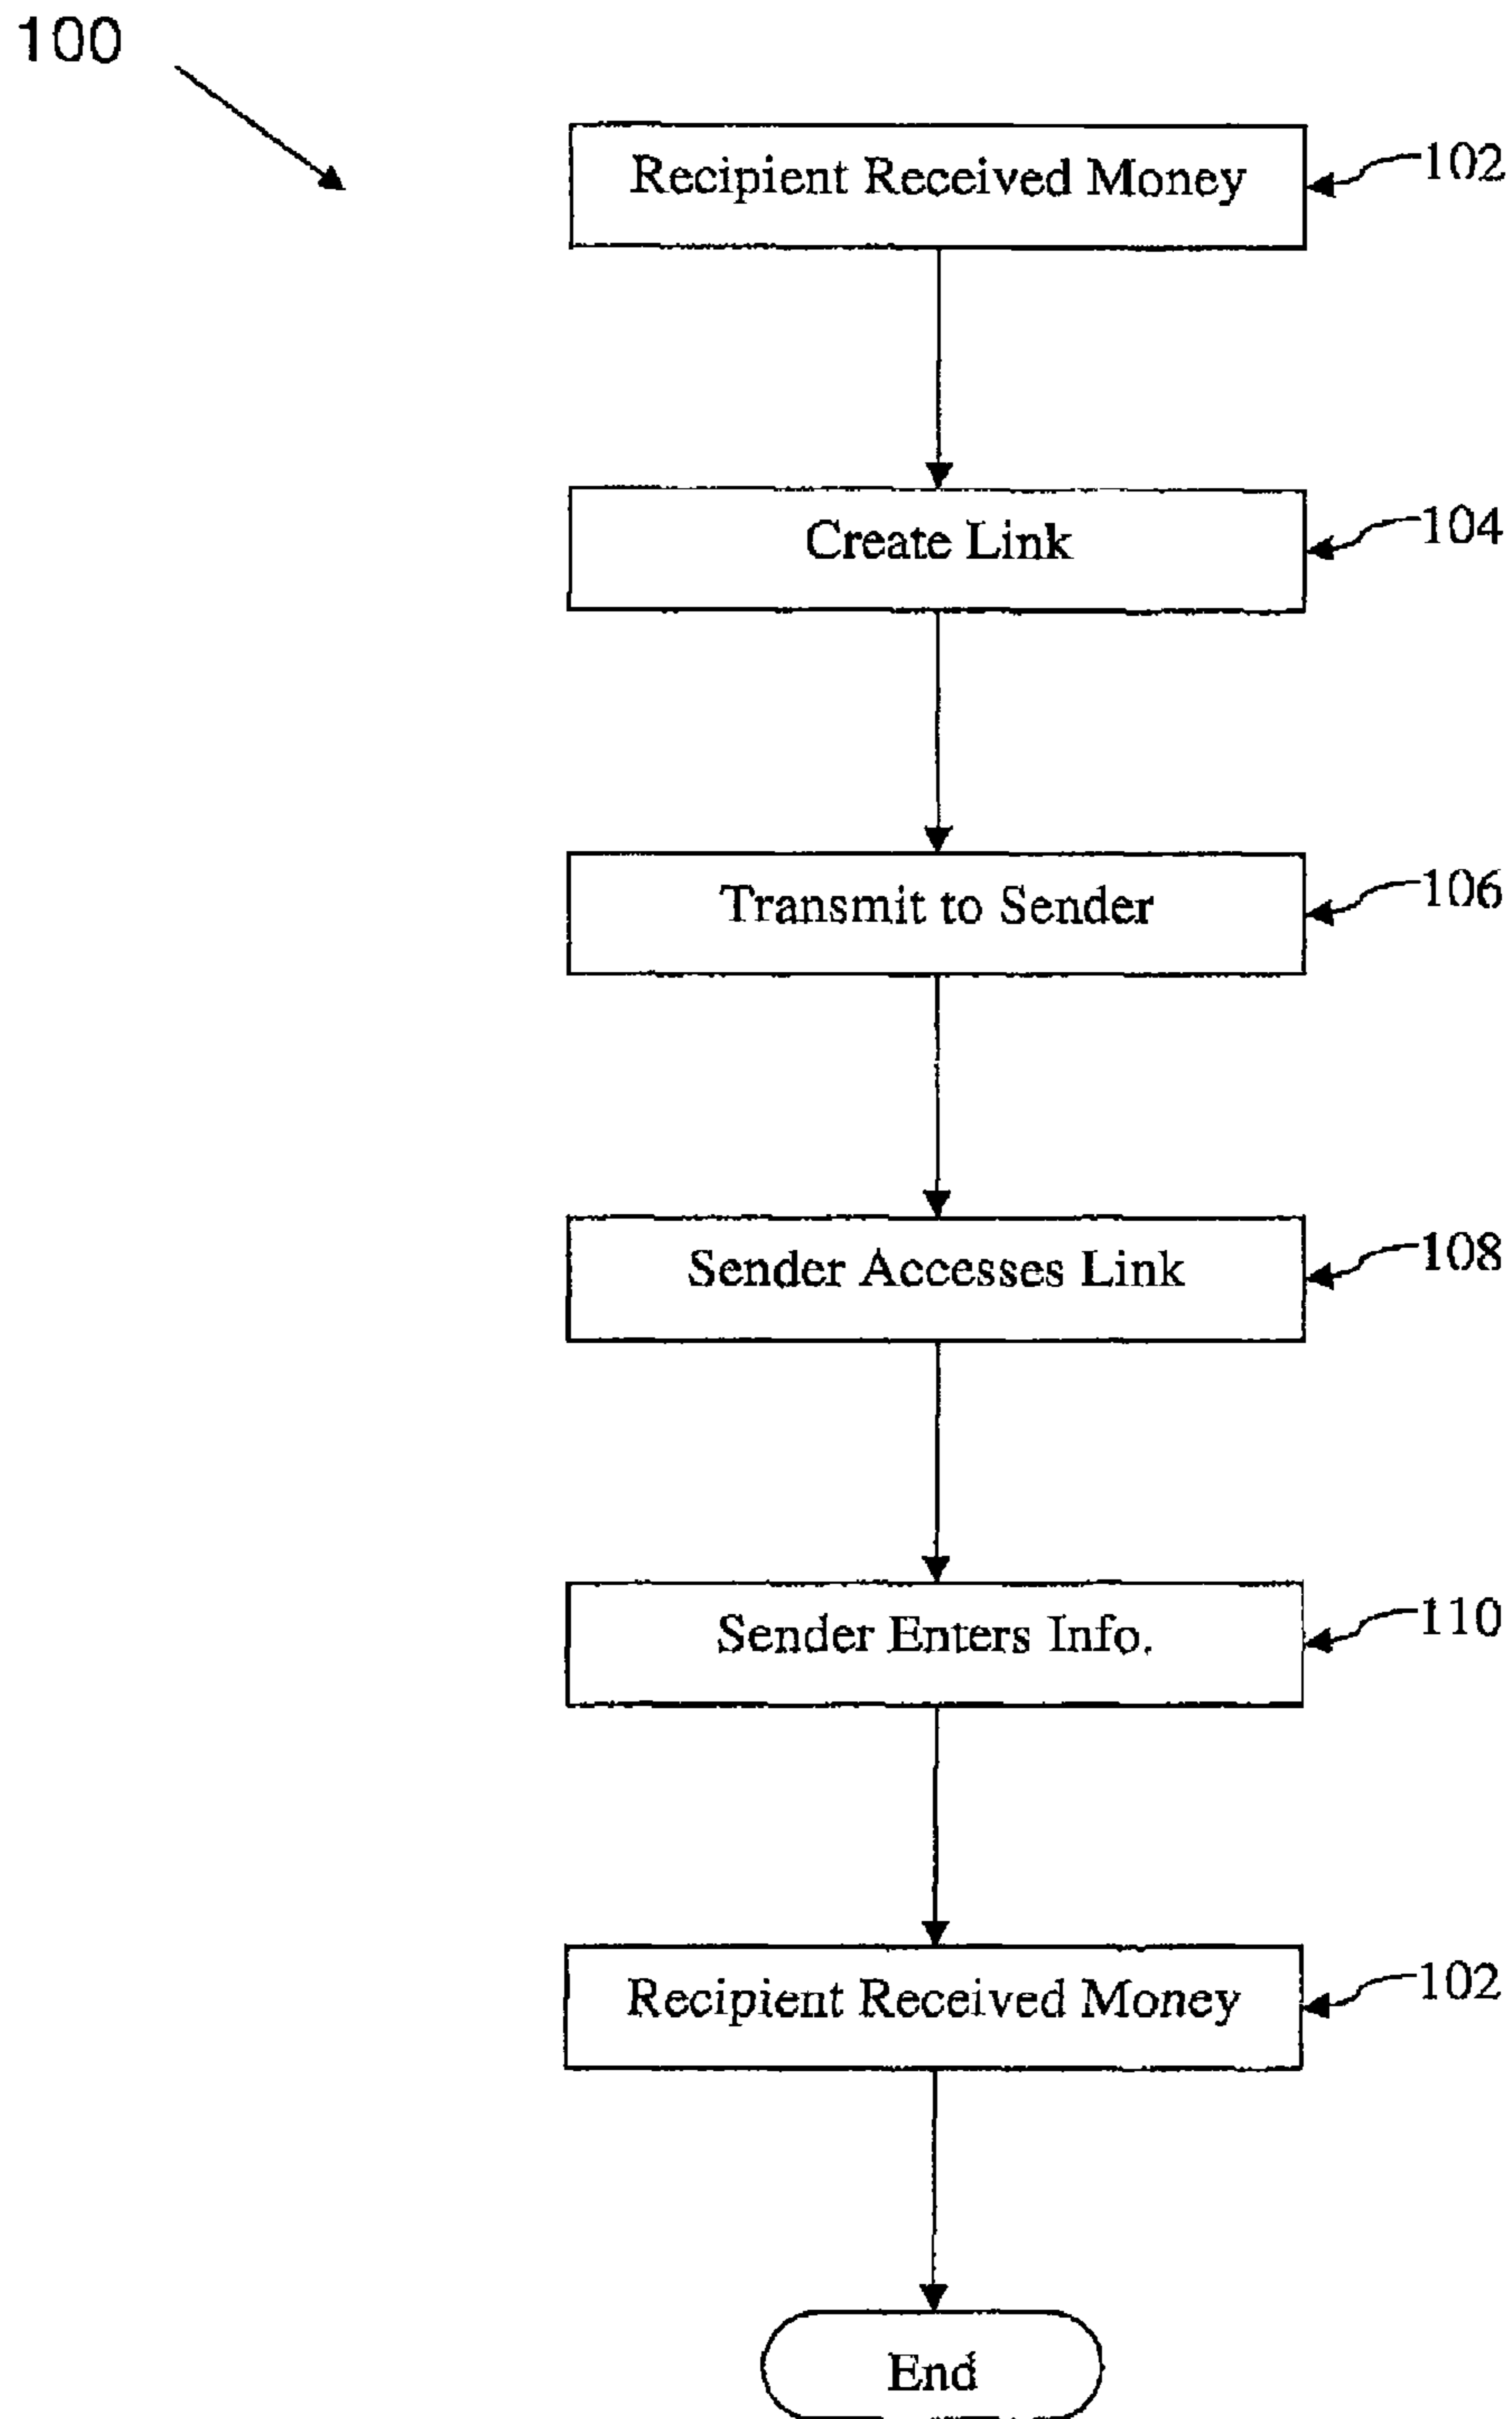 100
Recipient Received Money
102
Create Link
104
Transmit to Sender
106
Sender Accesses Link
108
Sender Enters Info.
110
Recipient Received Money
102
End